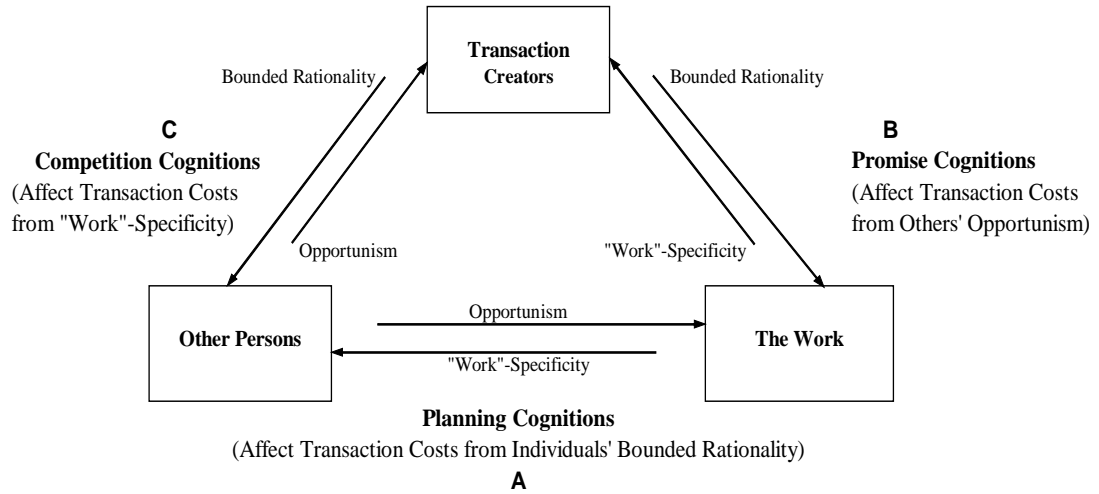 Transaction
Creators
Bounded Rationality
Bounded Rationality
C
Competition Cognitions
(Affect Transaction Costs
from "Work"-Specificity)
B
Promise Cognitions
(Affect Transaction Costs
from Others' Opportunism)
Opportunism
"Work"-Specificity
Other Persons
Opportunism
"Work"-Specificity
The Work
Planning Cognitions
(Affect Transaction Costs from Individuals' Bounded Rationality)
A